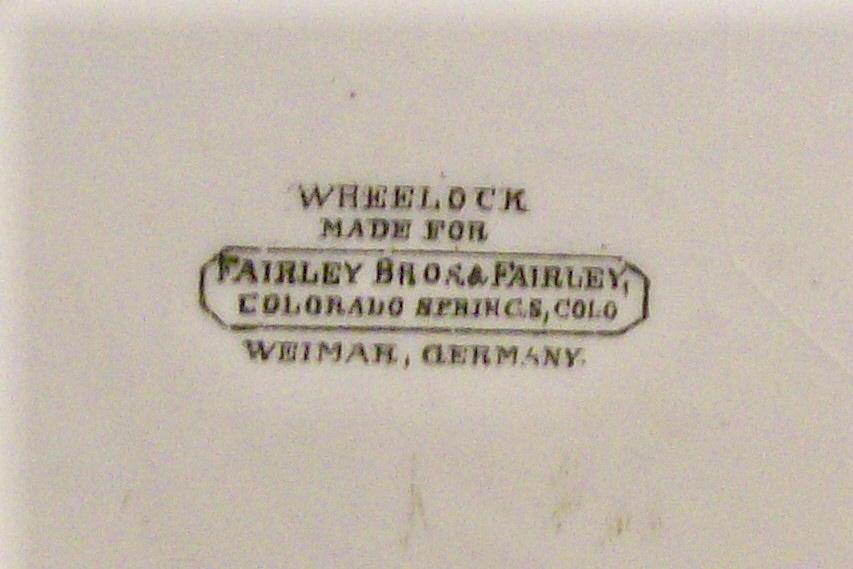 WHEELOCK
MADE FOR
FAIRLEY BROS. & FAIRLEY,
COLORADO SPRINGS, COLO
WEIMAR, GERMANY.